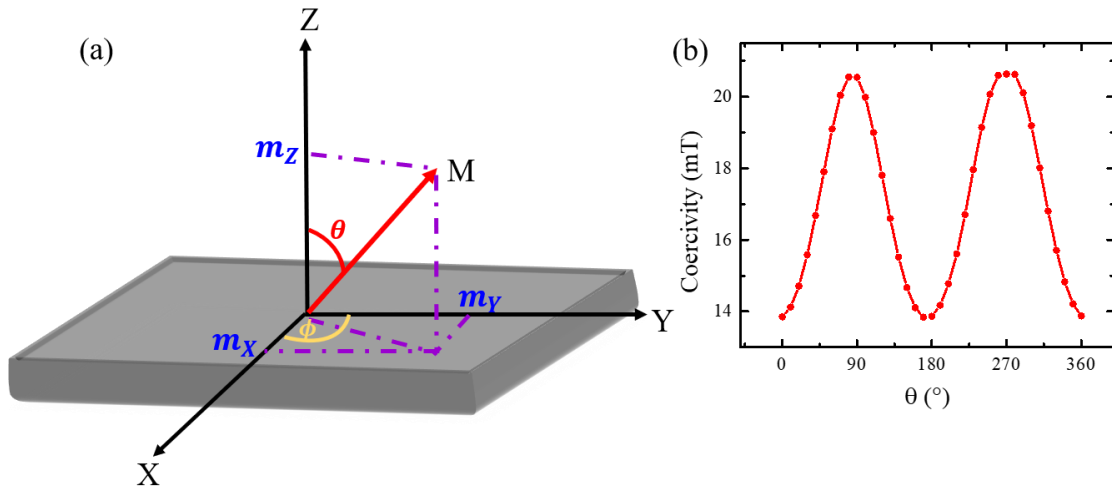 (a)
Z
m_Z
M
θ
m_Y
Y
ϕ
m_X
X
(b)
Coercivity (mT)
20
18
16
14
0 90 180 270 360
θ (°)